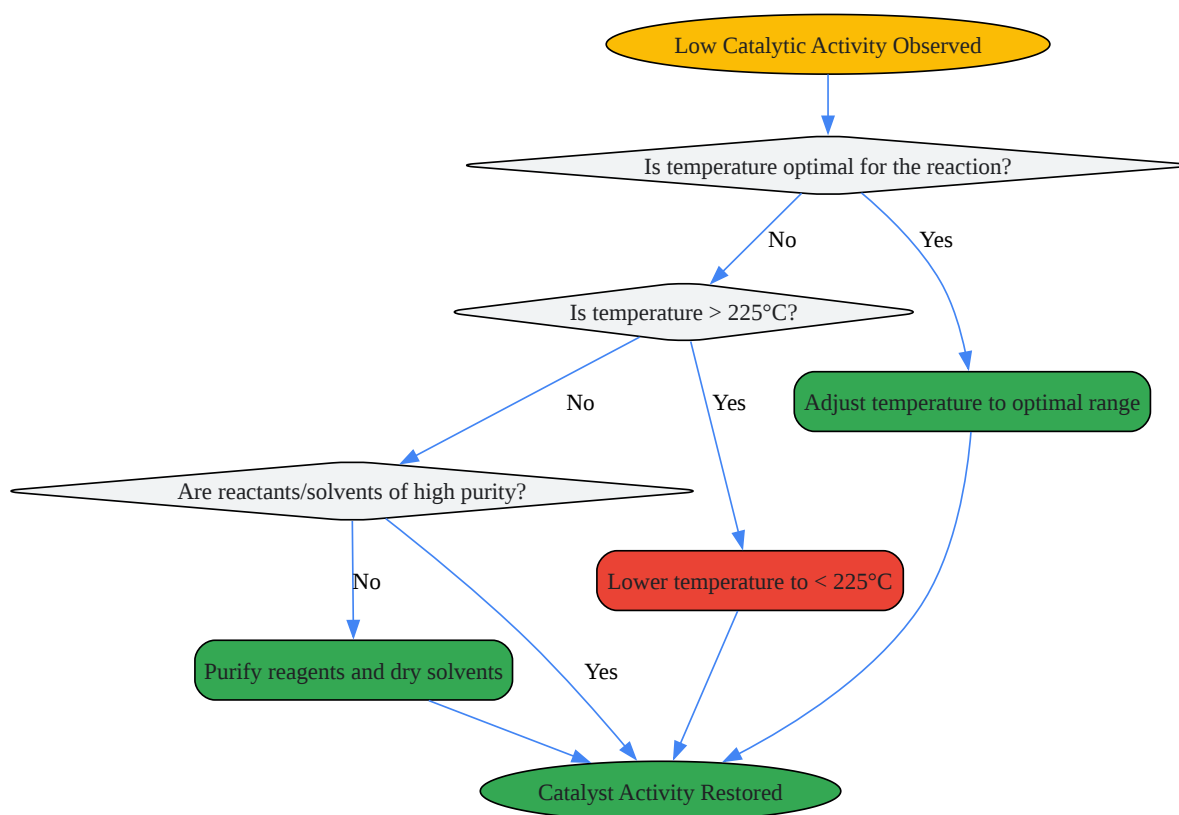 Low Catalytic Activity Observed
Is temperature optimal for the reaction?
No
Yes
Is temperature > 225°C?
No
Yes
Adjust temperature to optimal range
Are reactants/solvents of high purity?
No
Lower temperature to < 225°C
Purify reagents and dry solvents
Yes
Catalyst Activity Restored